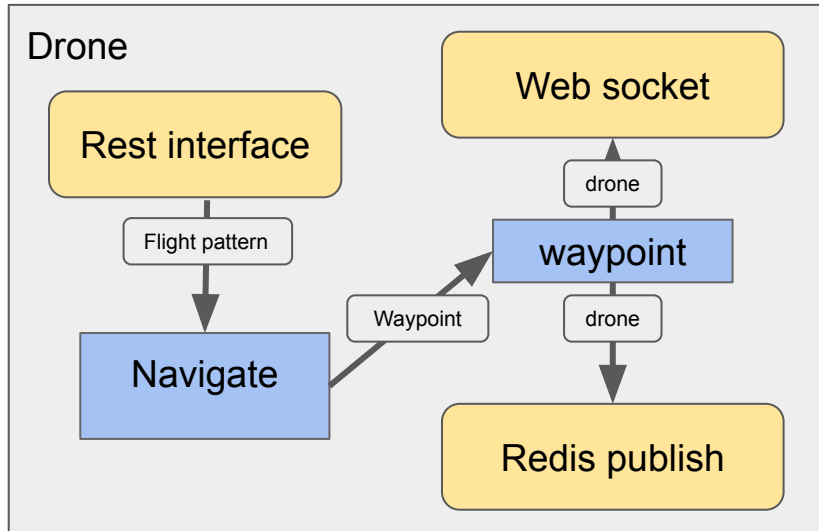 Drone
Rest interface
Flight pattern
Navigate
Waypoint
Web socket
drone
waypoint
drone
Redis publish